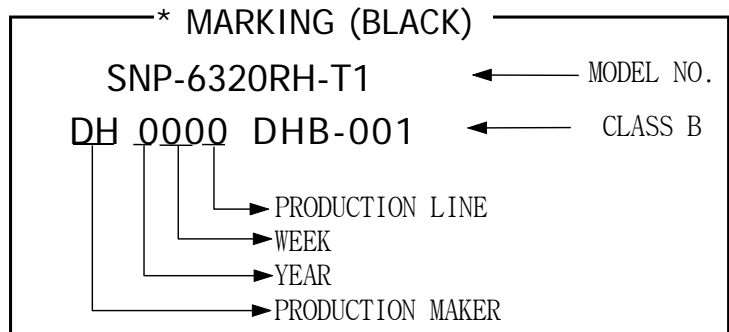 * MARKING (BLACK)
SNP-6320RH-T1 MODEL NO.
DH 0000 DHB-001 CLASS B
PRODUCTION LINE
WEEK
YEAR
PRODUCTION MAKER